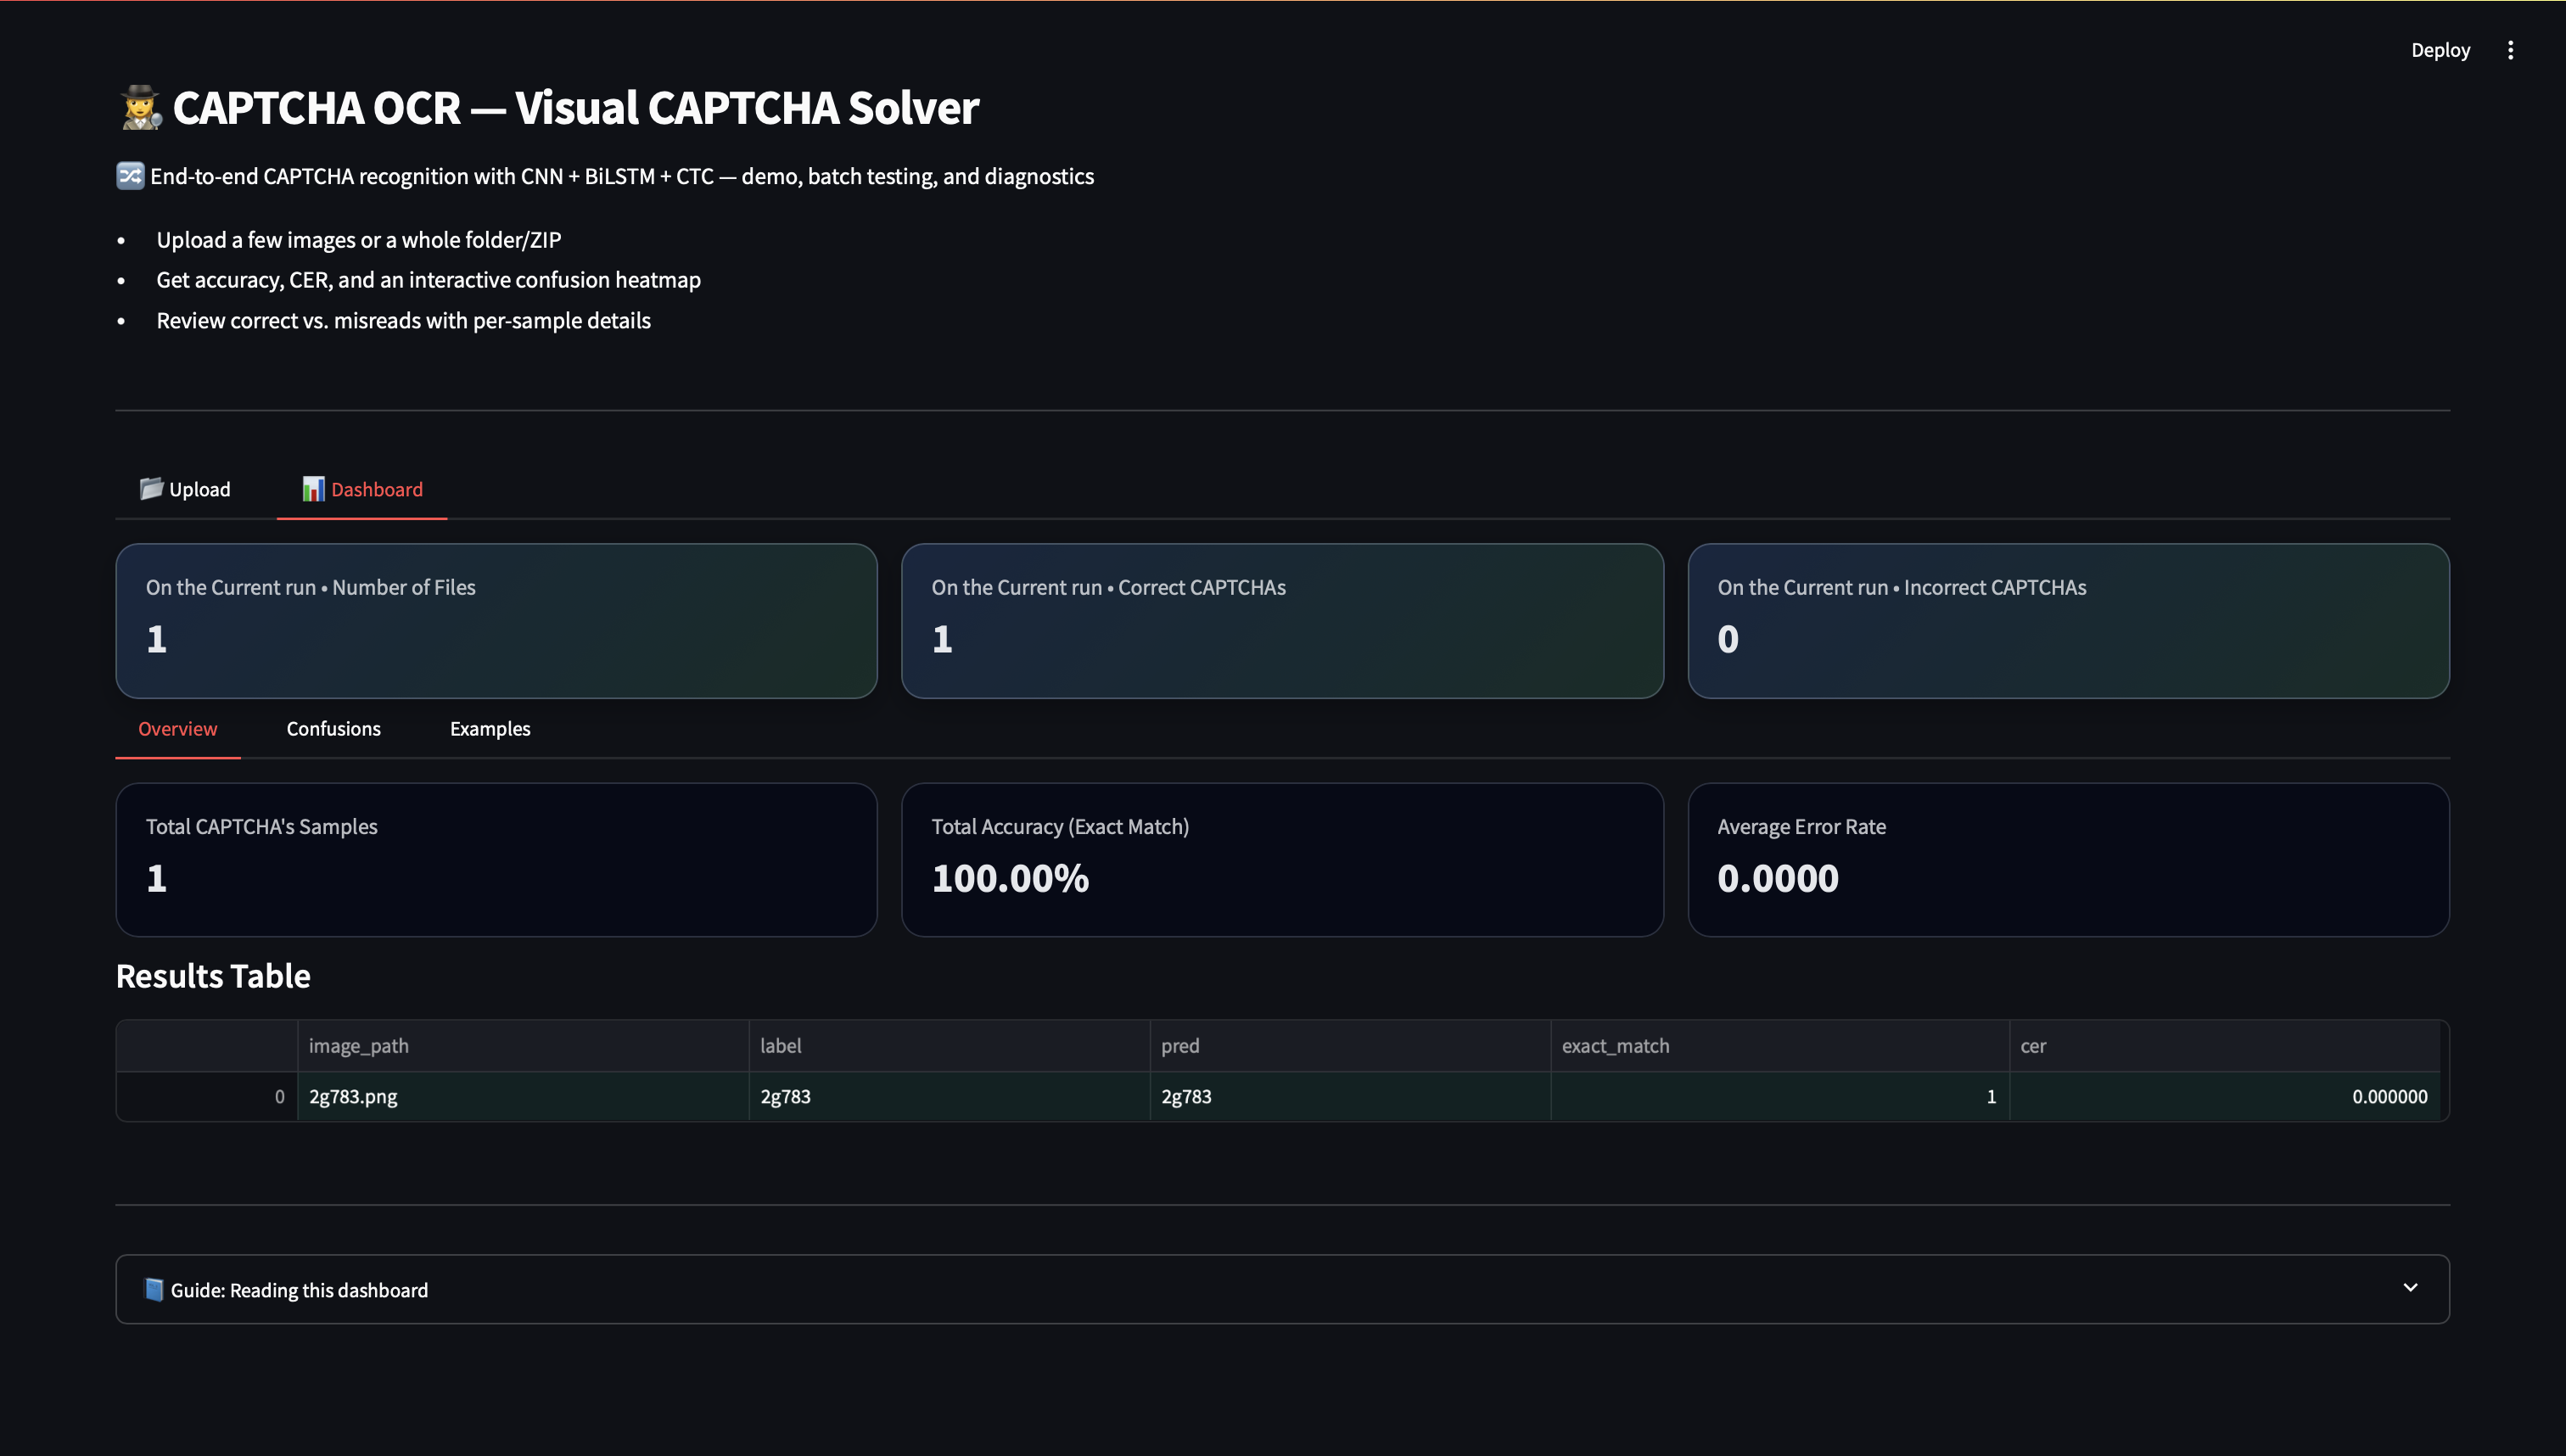 Deploy
CAPTCHA OCR — Visual CAPTCHA Solver
End-to-end CAPTCHA recognition with CNN + BiLSTM + CTC — demo, batch testing, and diagnostics
• Upload a few images or a whole folder/ZIP
• Get accuracy, CER, and an interactive confusion heatmap
• Review correct vs. misreads with per-sample details
Upload Dashboard
On the Current run • Number of Files
1
On the Current run • Correct CAPTCHAs
1
On the Current run • Incorrect CAPTCHAs
0
Overview Confusions Examples
Total CAPTCHA's Samples
1
Total Accuracy (Exact Match)
100.00%
Average Error Rate
0.0000
Results Table
image_path label pred exact_match cer
0 2g783.png 2g783 2g783 1 0.000000
Guide: Reading this dashboard